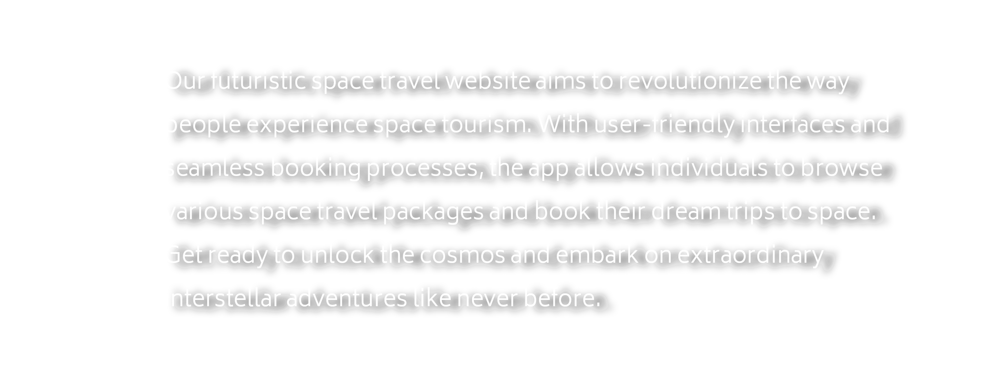 Our futuristic space travel website aims to revolutionize the way
people experience space tourism. With user-friendly interfaces and
seamless booking processes, the app allows individuals to browse
various space travel packages and book their dream trips to space.
Get ready to unlock the cosmos and embark on extraordinary
interstellar adventures like never before.